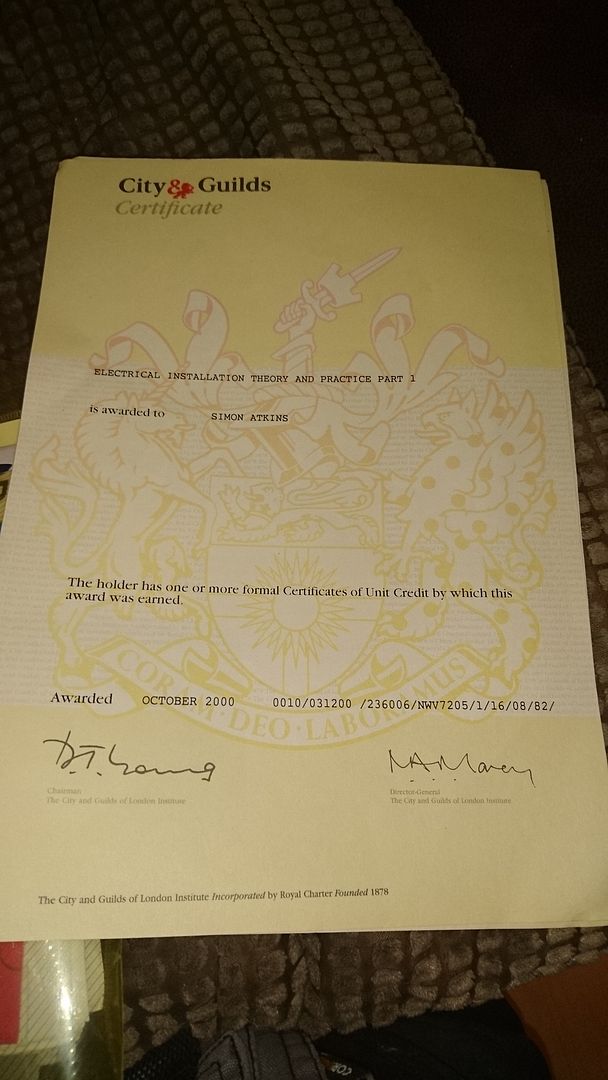 City & Guilds
Certificate
ELECTRICAL INSTALLATION THEORY AND PRACTICE PART 1
is awarded to SIMON ATKINS
The holder has one or more formal Certificates of Unit Credit by which this
award was earned.
Awarded OCTOBER 2000 0010/031200 /236006/NWV7205/1/16/08/82/
DEO · LABOREMUS
Chairman
The City and Guilds of London Institute
Director-General
The City and Guilds of London Institute
The City and Guilds of London Institute Incorporated by Royal Charter Founded 1878